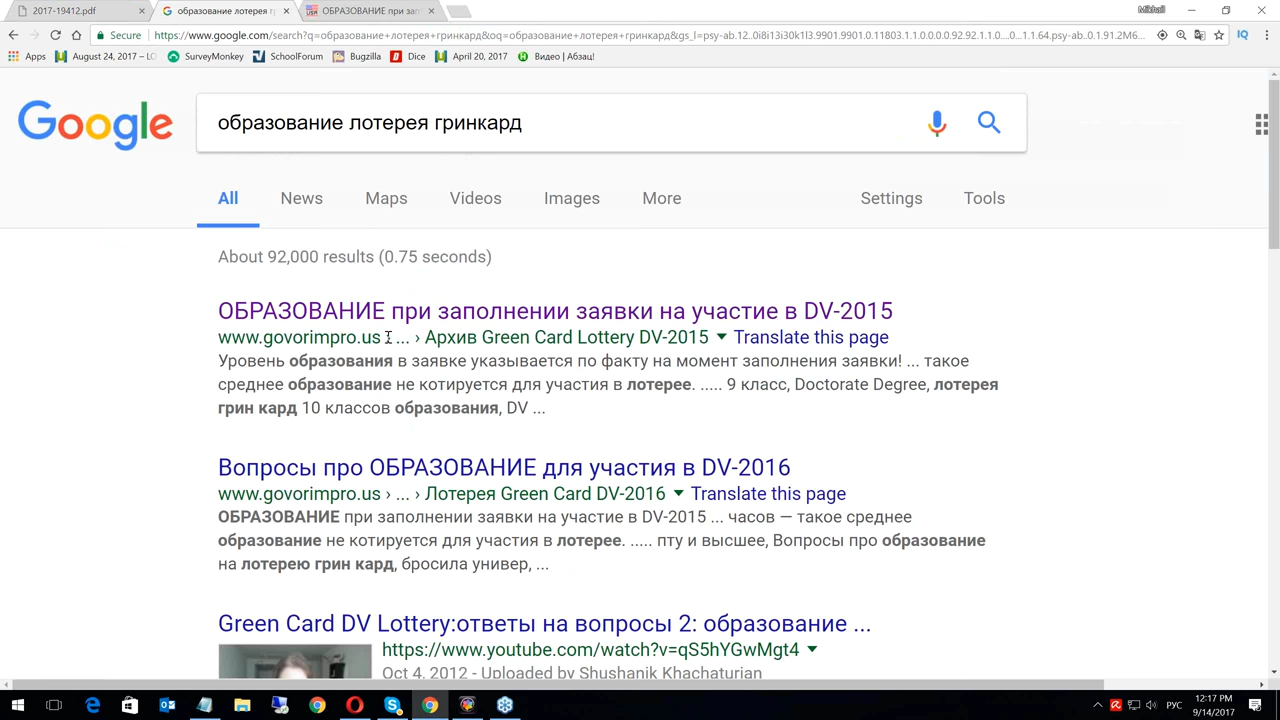 2017-19412.pdf
образование лотерея г
ОБРАЗОВАНИЕ при зап
Mikhail
Secure
https://www.google.com/search?q=образование+лотерея+гринкард&oq=образование+лотерея+гринкард&gs_l=psy-ab.12..0i8i13i30k1l3.9901.9901.0.11803.1.1.0.0.0.0.92.92.1.1.0....0...1.1.64.psy-ab..0.1.91.2M6...
Apps
August 24, 2017 – LO
SurveyMonkey
SchoolForum
Bugzilla
Dice
April 20, 2017
Видео | Абзац!
Google
образование лотерея гринкард
All News Maps Videos Images More Settings Tools
About 92,000 results (0.75 seconds)
ОБРАЗОВАНИЕ при заполнении заявки на участие в DV-2015
www.govorimpro.us › ... › Архив Green Card Lottery DV-2015 Translate this page
Уровень образования в заявке указывается по факту на момент заполнения заявки! ... такое
среднее образование не котируется для участия в лотерее. ..... 9 класс, Doctorate Degree, лотерея
грин кард 10 классов образования, DV ...
Вопросы про ОБРАЗОВАНИЕ для участия в DV-2016
www.govorimpro.us › ... › Лотерея Green Card DV-2016 Translate this page
ОБРАЗОВАНИЕ при заполнении заявки на участие в DV-2015 ... часов — такое среднее
образование не котируется для участия в лотерее. ..... пту и высшее, Вопросы про образование
на лотерею грин кард, бросила универ, ...
Green Card DV Lottery:ответы на вопросы 2: образование ...
https://www.youtube.com/watch?v=qS5hYGwMgt4
Oct 4, 2012 - Uploaded by Shushanik Khachaturian
РУС
12:17 PM
9/14/2017